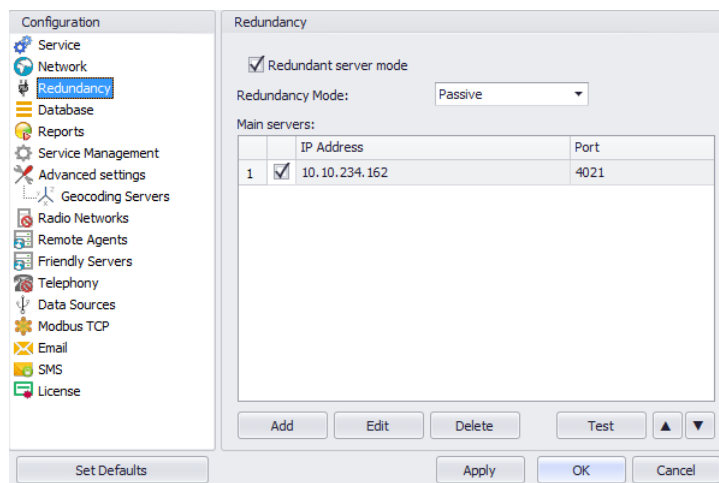 Configuration
Service
Network
Redundancy
Database
Reports
Service Management
Advanced settings
Geocoding Servers
Radio Networks
Remote Agents
Friendly Servers
Telephony
Data Sources
Modbus TCP
Email
SMS
License
Set Defaults
Redundancy
Redundant server mode
Redundancy Mode: Passive
Main servers:
IP Address Port
1 10.10.234.162 4021
Add Edit Delete Test
Apply OK Cancel